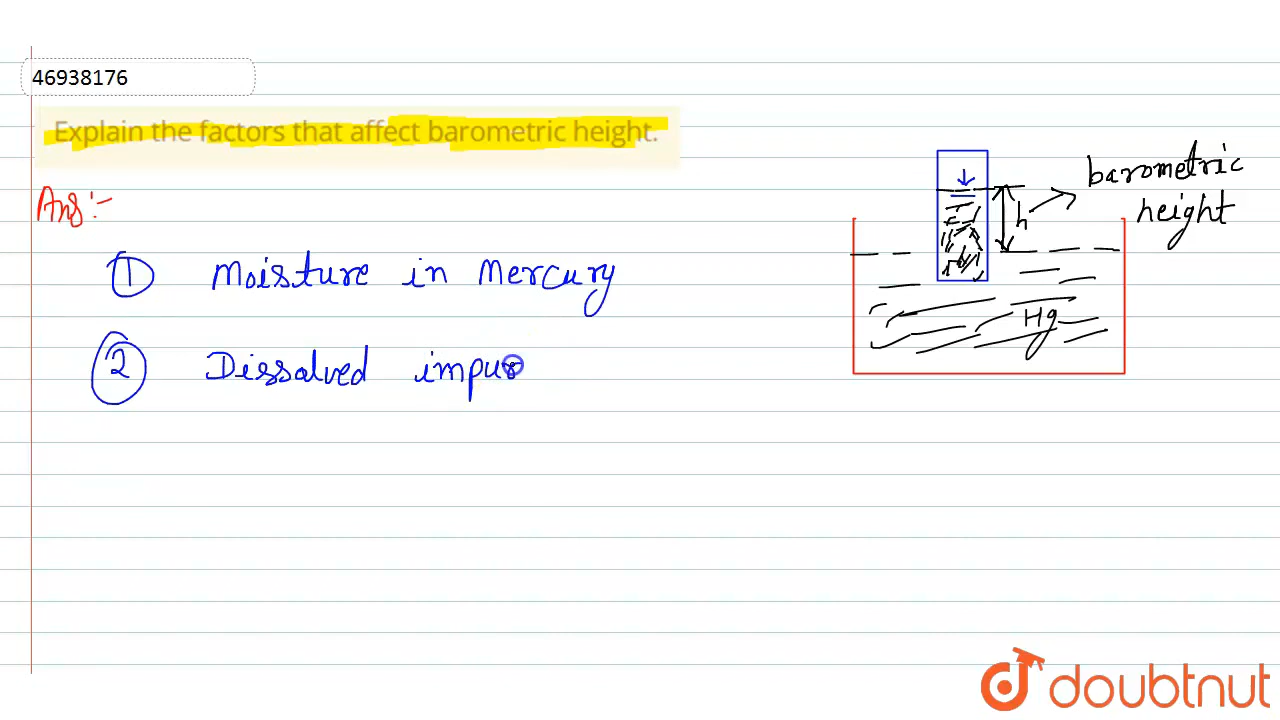 46938176
Explain the factors that affect barometric height.
Ans :-
① Moisture in Mercury
② Dissolved impur
barometric
height
h
Hg
doubtnut